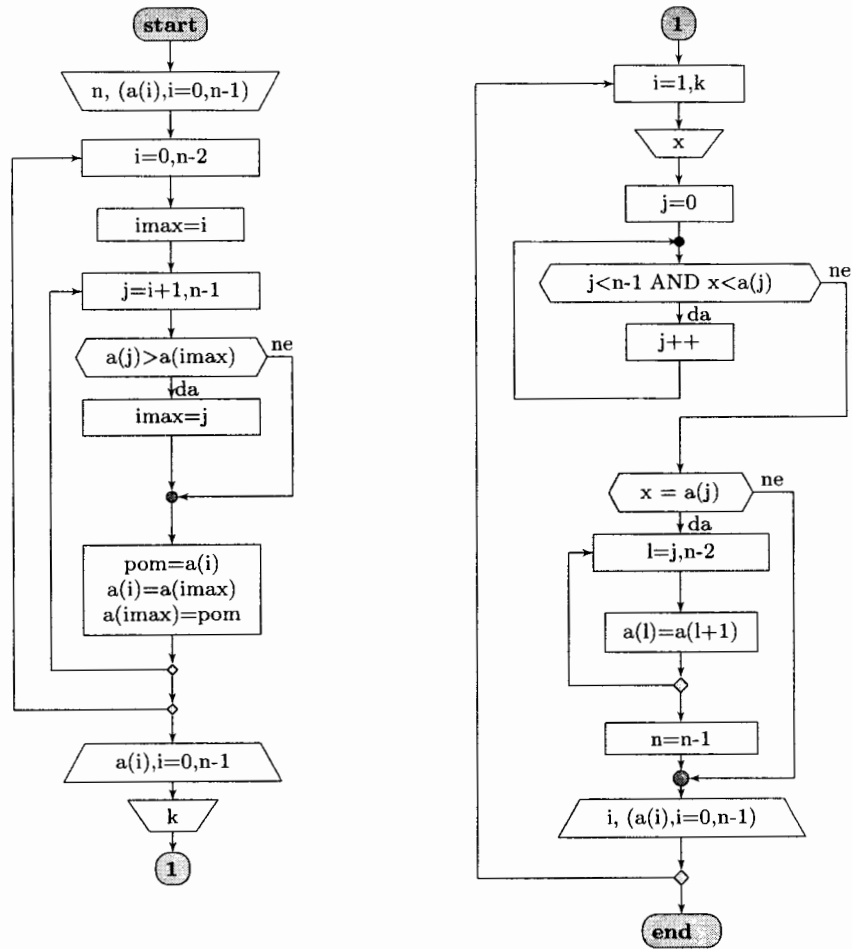 start
n, (a(i),i=0,n-1)
i=0,n-2
imax=i
j=i+1,n-1
a(j)>a(imax)
ne
da
imax=j
pom=a(i)
a(i)=a(imax)
a(imax)=pom
a(i),i=0,n-1
k
1
1
i=1,k
x
j=0
j<n-1 AND x<a(j)
ne
da
j++
x = a(j)
ne
da
l=j,n-2
a(l)=a(l+1)
n=n-1
i, (a(i),i=0,n-1)
end